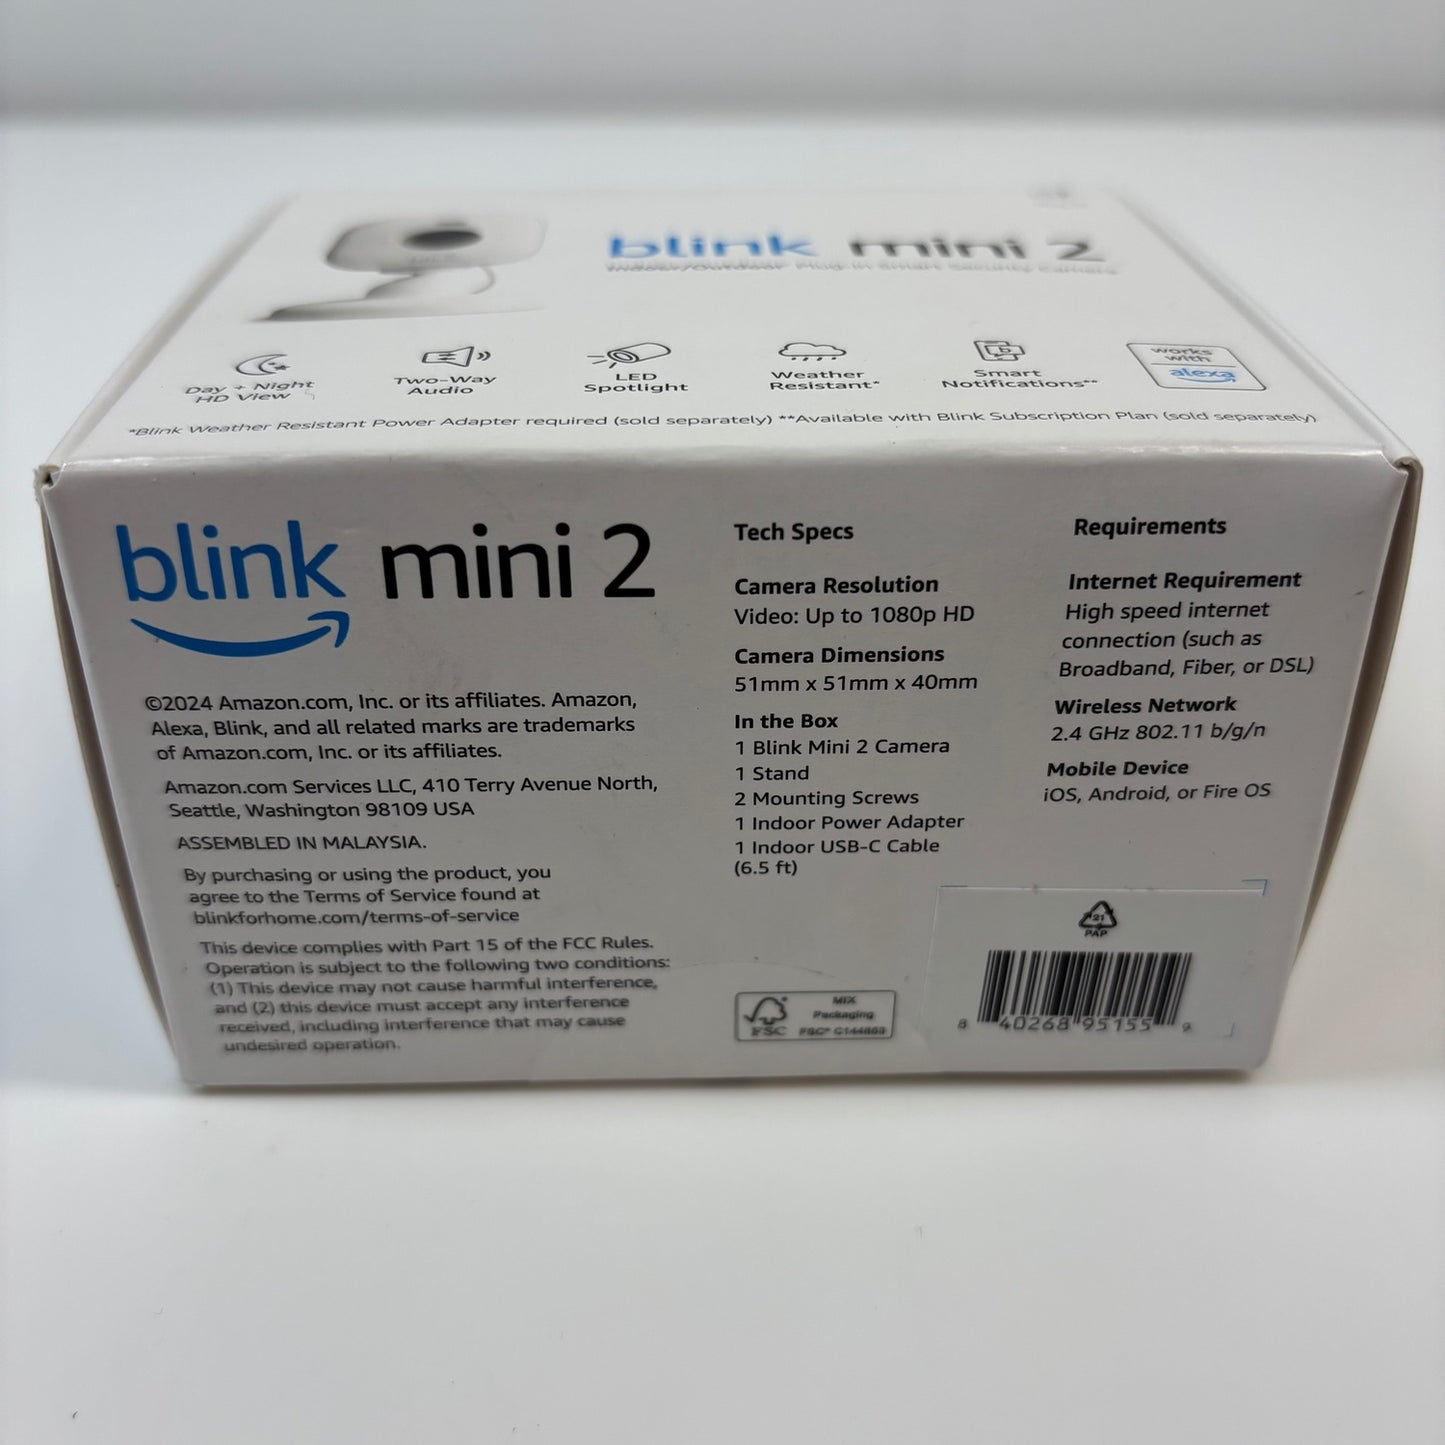 blink mini 2
Indoor/Outdoor Plug-In Smart Security Camera
Day + Night
HD View
Two-Way
Audio
LED
Spotlight
Weather
Resistant*
Smart
Notifications**
works
with
alexa
*Blink Weather Resistant Power Adapter required (sold separately) **Available with Blink Subscription Plan (sold separately)
blink mini 2
©2024 Amazon.com, Inc. or its affiliates. Amazon,
Alexa, Blink, and all related marks are trademarks
of Amazon.com, Inc. or its affiliates.
Amazon.com Services LLC, 410 Terry Avenue North,
Seattle, Washington 98109 USA
ASSEMBLED IN MALAYSIA.
By purchasing or using the product, you
agree to the Terms of Service found at
blinkforhome.com/terms-of-service
This device complies with Part 15 of the FCC Rules.
Operation is subject to the following two conditions:
(1) This device may not cause harmful interference,
and (2) this device must accept any interference
received, including interference that may cause
undesired operation.
Tech Specs
Camera Resolution
Video: Up to 1080p HD
Camera Dimensions
51mm x 51mm x 40mm
In the Box
1 Blink Mini 2 Camera
1 Stand
2 Mounting Screws
1 Indoor Power Adapter
1 Indoor USB-C Cable
(6.5 ft)
FSC
MIX
Packaging
FSC® C144853
Requirements
Internet Requirement
High speed internet
connection (such as
Broadband, Fiber, or DSL)
Wireless Network
2.4 GHz 802.11 b/g/n
Mobile Device
iOS, Android, or Fire OS
21
PAP
8 40268 95155 9